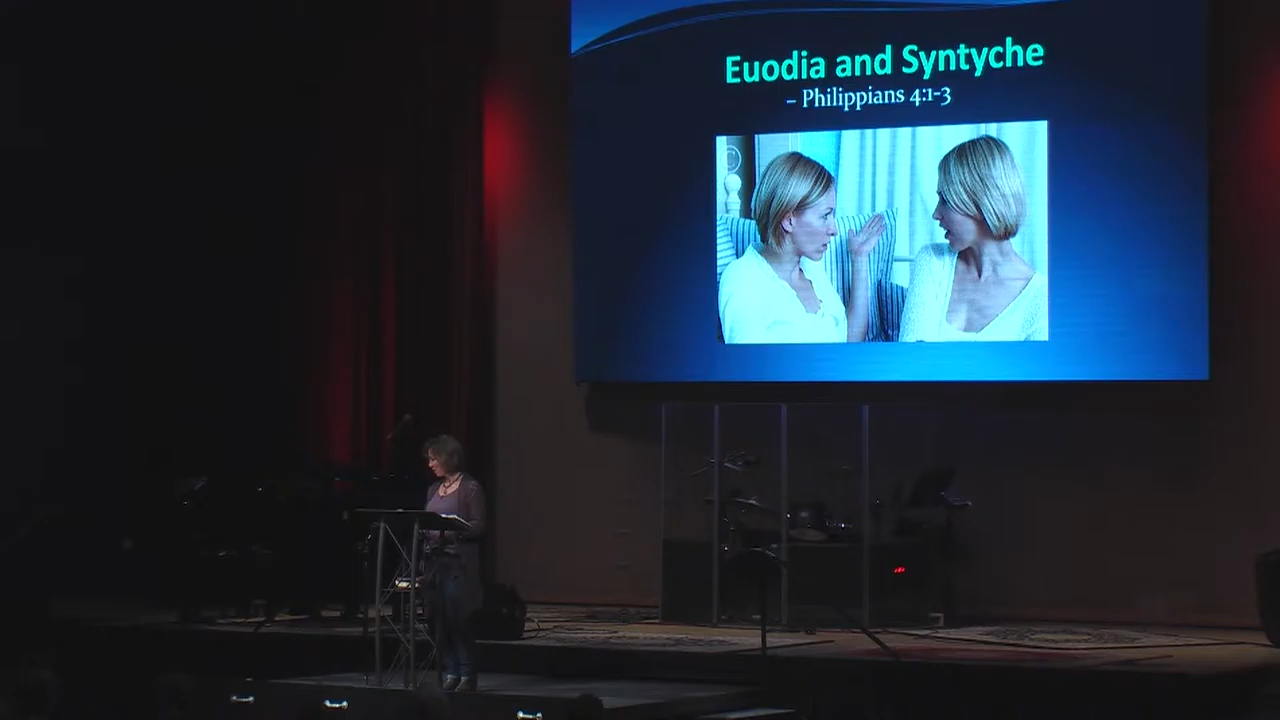 Euodia and Syntyche
– Philippians 4:1-3